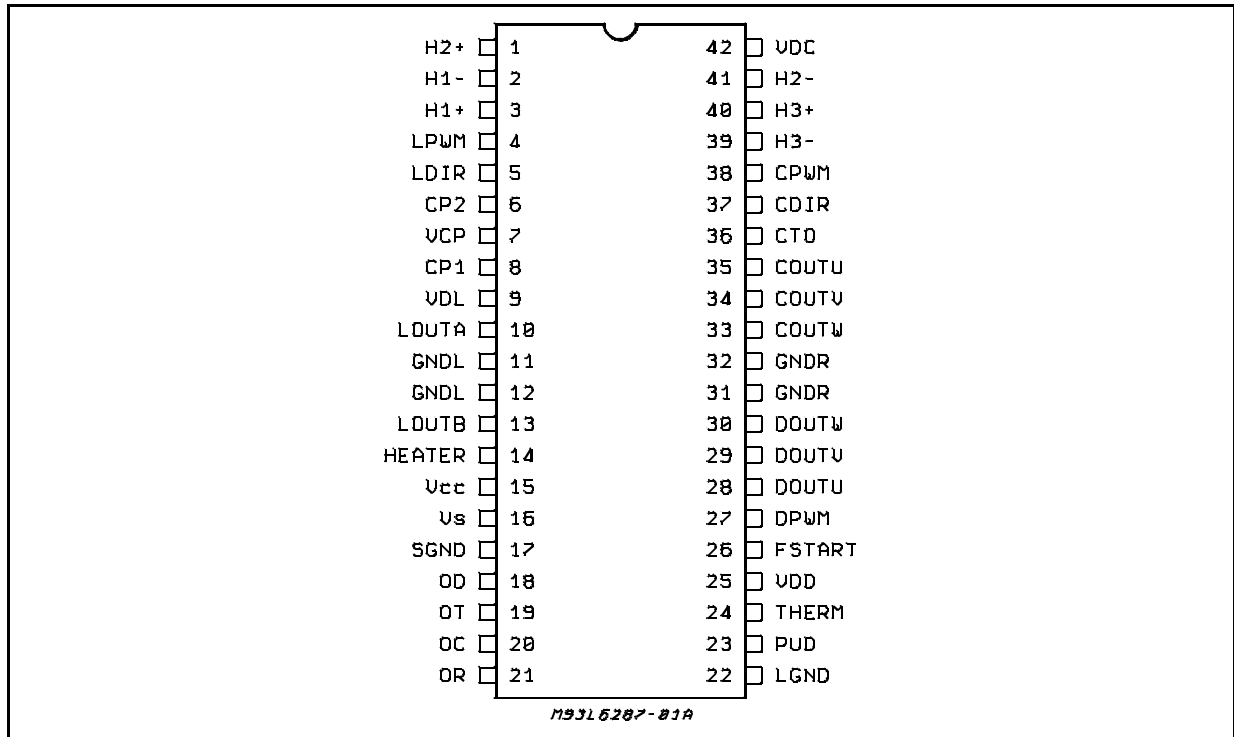 H2+ 1 42 VDC
H1- 2 41 H2-
H1+ 3 40 H3+
LPWM 4 39 H3-
LDIR 5 38 CPWM
CP2 6 37 CDIR
VCP 7 36 CTO
CP1 8 35 COUTU
VDL 9 34 COUTV
LOUTA 10 33 COUTW
GNDL 11 32 GNDR
GNDL 12 31 GNDR
LOUTB 13 30 DOUTW
HEATER 14 29 DOUTV
Vcc 15 28 DOUTU
Vs 16 27 DPWM
SGND 17 26 FSTART
OD 18 25 VDD
OT 19 24 THERM
OC 20 23 PUD
OR 21 22 LGND
M93L6287-01A